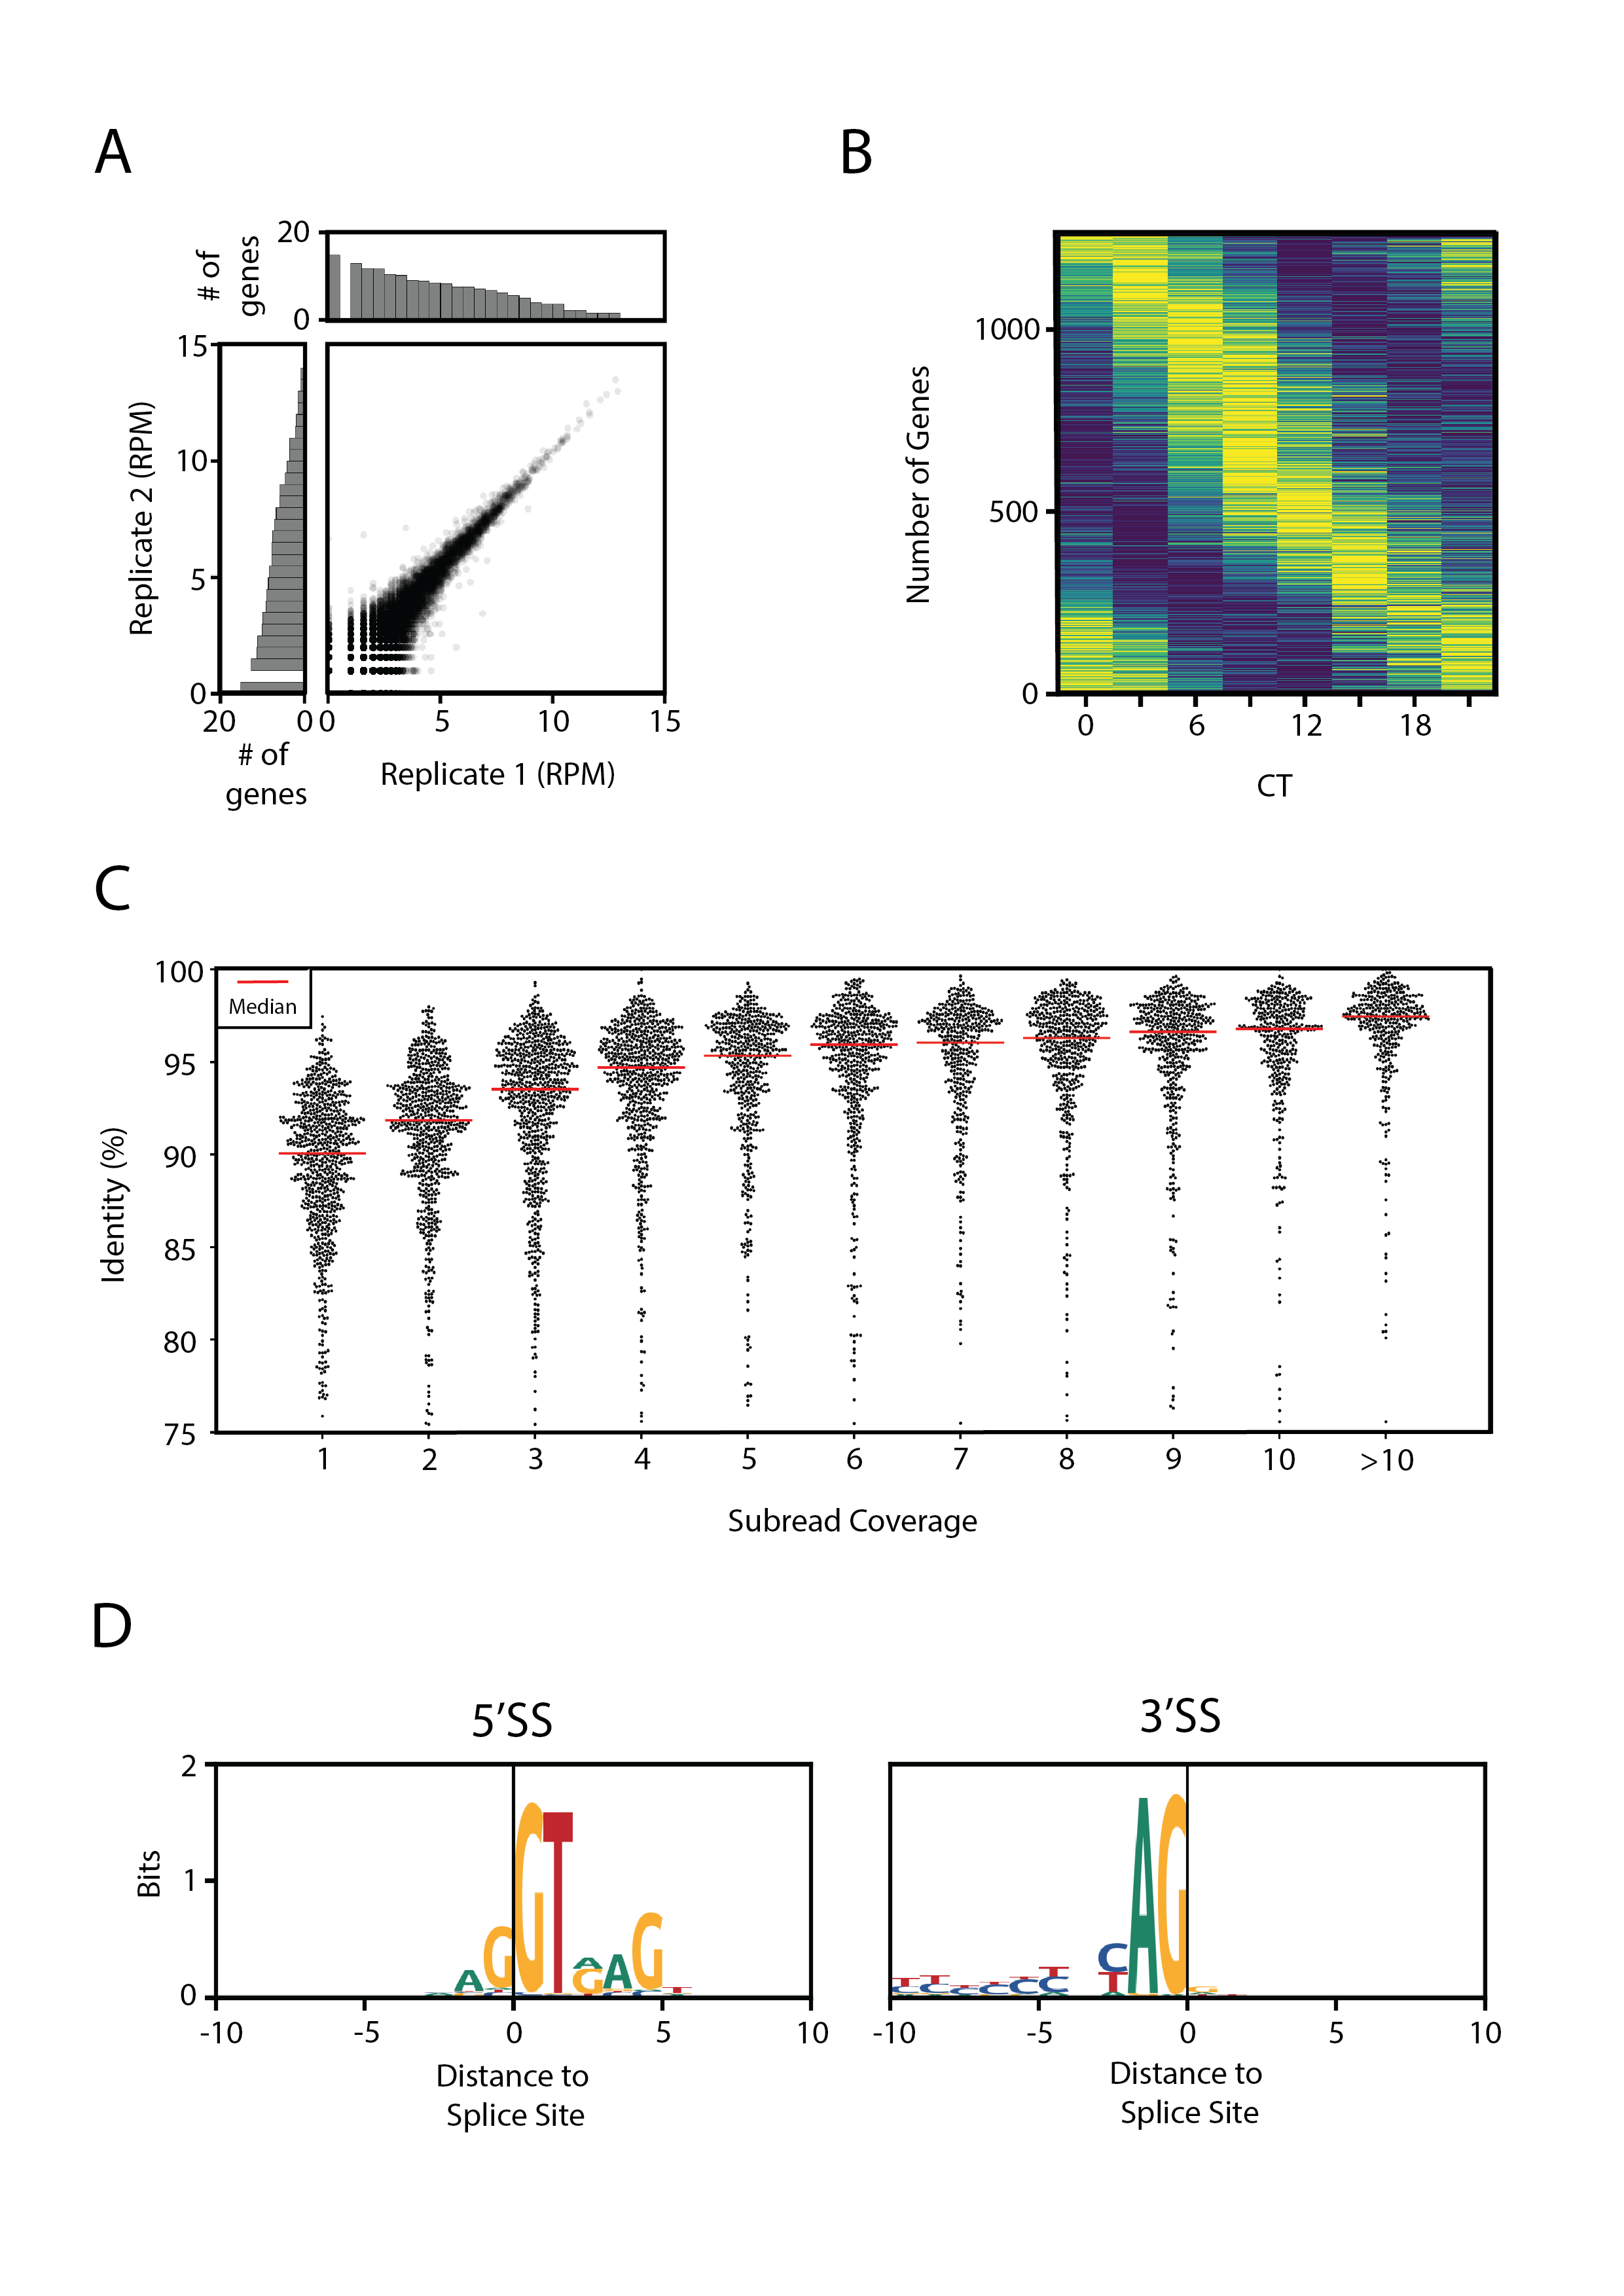 A
B
20
# of
genes
0
15
10
5
0
Replicate 2 (RPM)
20
0
# of
genes
0
5
10
15
Replicate 1 (RPM)
1000
500
0
Number of Genes
0
6
12
18
CT
C
100
95
90
85
80
75
Identity (%)
Median
1
2
3
4
5
6
7
8
9
10
>10
Subread Coverage
D
5'SS
3'SS
2
1
0
Bits
A
G
G
T
A
G
A
G
-10
-5
0
5
10
Distance to
Splice Site
C
T
A
G
-10
-5
0
5
10
Distance to
Splice Site